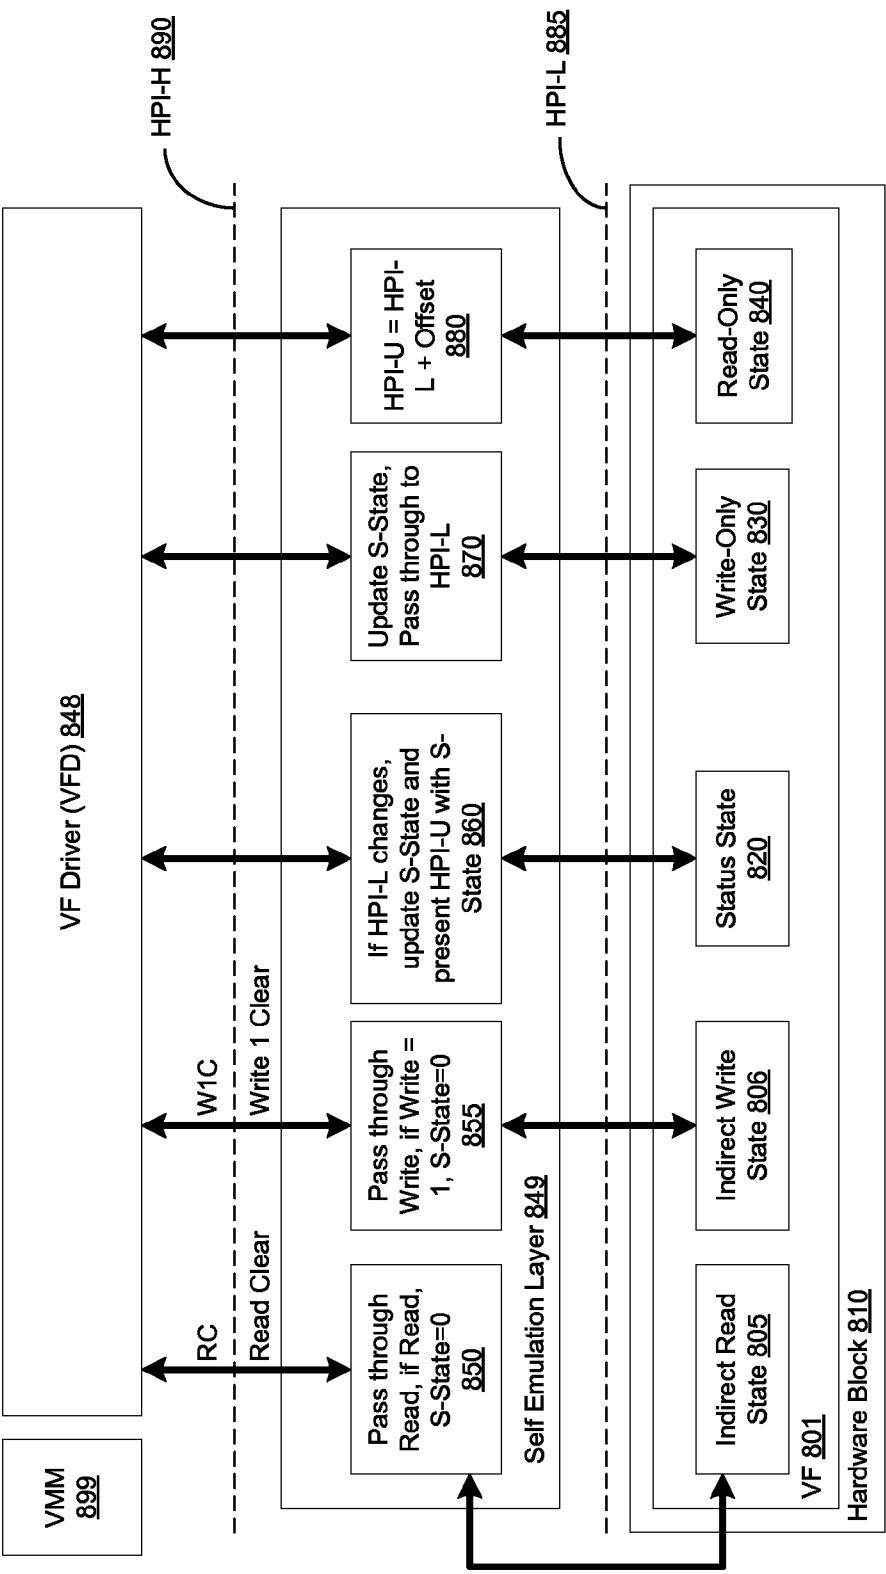 VMM
899
VF Driver (VFD) 848
HPI-H 890
RC
Read Clear
W1C
Write 1 Clear
Pass through
Read, if Read,
S-State=0
850
Pass through
Write, if Write =
1, S-State=0
855
If HPI-L changes,
update S-State and
present HPI-U with S-
State 860
Update S-State,
Pass through to
HPI-L
870
HPI-U = HPI-
L + Offset
880
Self Emulation Layer 849
HPI-L 885
Indirect Read
State 805
Indirect Write
State 806
Status State
820
Write-Only
State 830
Read-Only
State 840
VF 801
Hardware Block 810